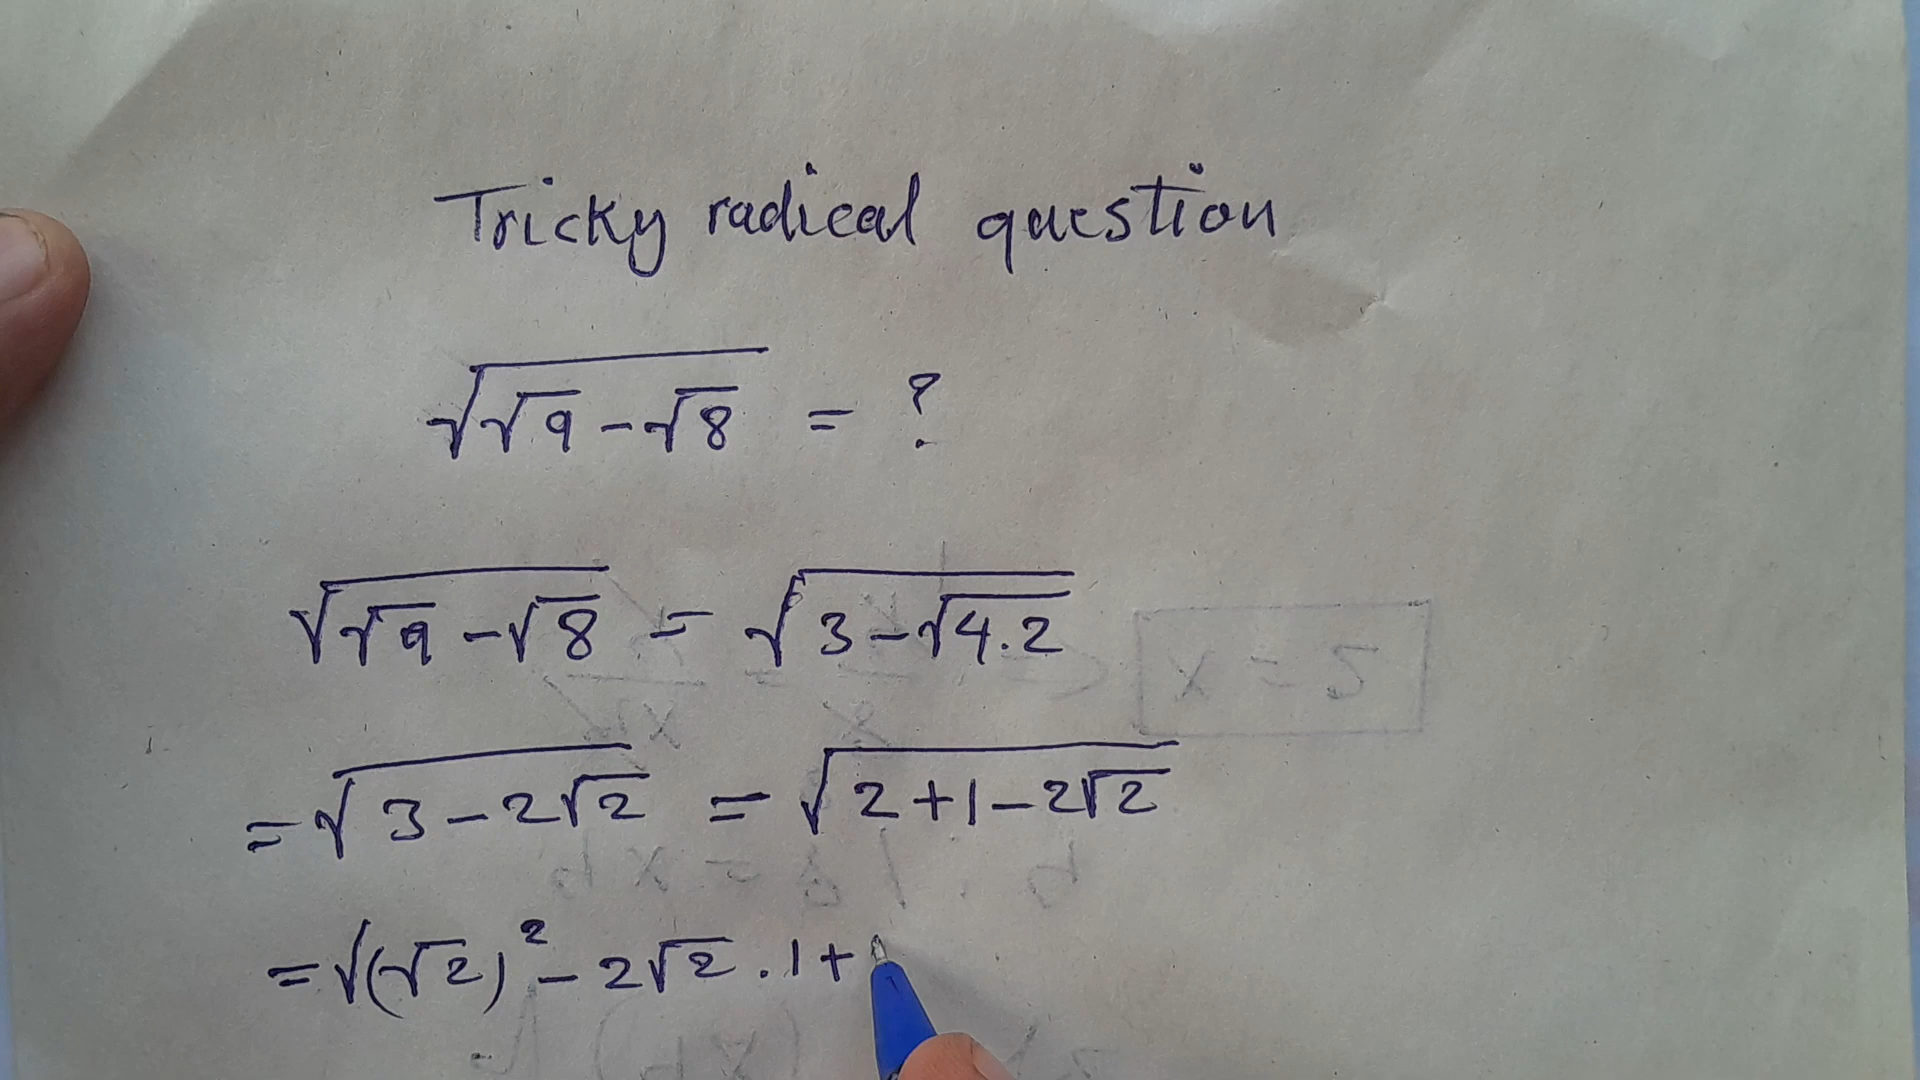 Tricky radical question
√(√9 - √8) = ?
√(√9 - √8) = √(3 - √(4.2))
= √(3 - 2√2) = √(2 + 1 - 2√2)
= √(√2)² - 2√2 . 1 +
x = 5